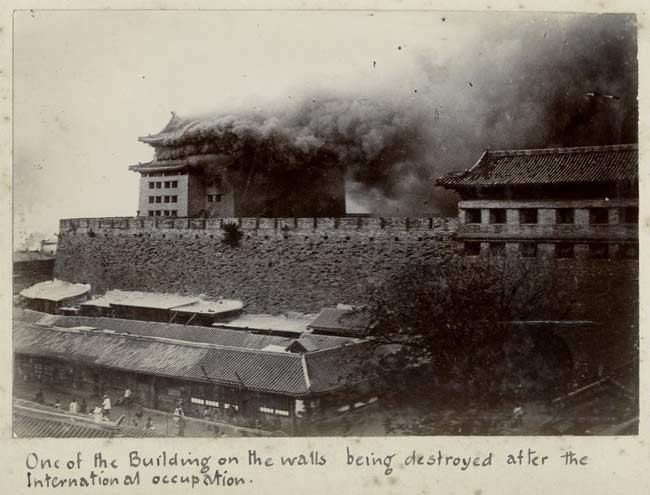 One of the Building on the walls being destroyed after the
International occupation.